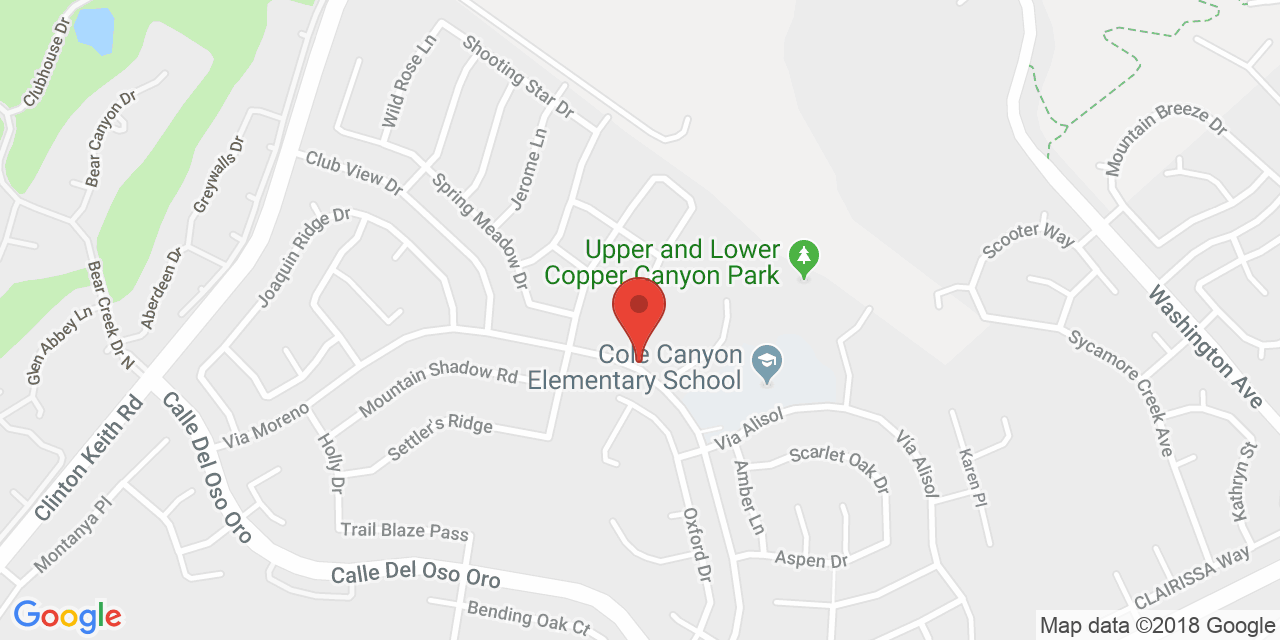 Clubhouse Dr
Wild Rose Ln
Shooting Star Dr
Bear Canyon Dr
Mountain Breeze Dr
Greywalls Dr
Club View Dr
Jerome Ln
Spring Meadow Dr
Joaquin Ridge Dr
Scooter Way
Upper and Lower
Copper Canyon Park
Aberdeen Dr
Bear Creek Dr N
Glen Abbey Ln
Washington Ave
Cole Canyon
Elementary School
Mountain Shadow Rd
Sycamore Creek Ave
Via Moreno
Settler's Ridge
Via Alisol
Clinton Keith Rd
Calle Del Oso Oro
Holly Dr
Scarlet Oak Dr
Vía Alisol
Karen Pl
Kathryn St
Amber Ln
Montanya Pl
Trail Blaze Pass
Oxford Dr
Aspen Dr
Calle Del Oso Oro
CLAIRISSA Way
Bending Oak Ct
Google
Map data ©2018 Google